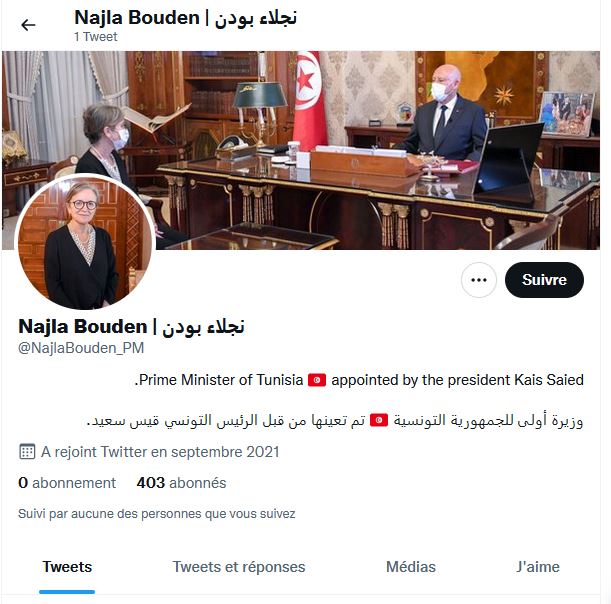 Najla Bouden | نجلاء بودن
1 Tweet
Suivre
Najla Bouden | نجلاء بودن
@NajlaBouden_PM
.Prime Minister of Tunisia 🇹🇳 appointed by the president Kais Saied
وزيرة أولى للجمهورية التونسية 🇹🇳 تم تعينها من قبل الرئيس التونسي قيس سعيد.
A rejoint Twitter en septembre 2021
0 abonnement 403 abonnés
Suivi par aucune des personnes que vous suivez
Tweets Tweets et réponses Médias J'aime